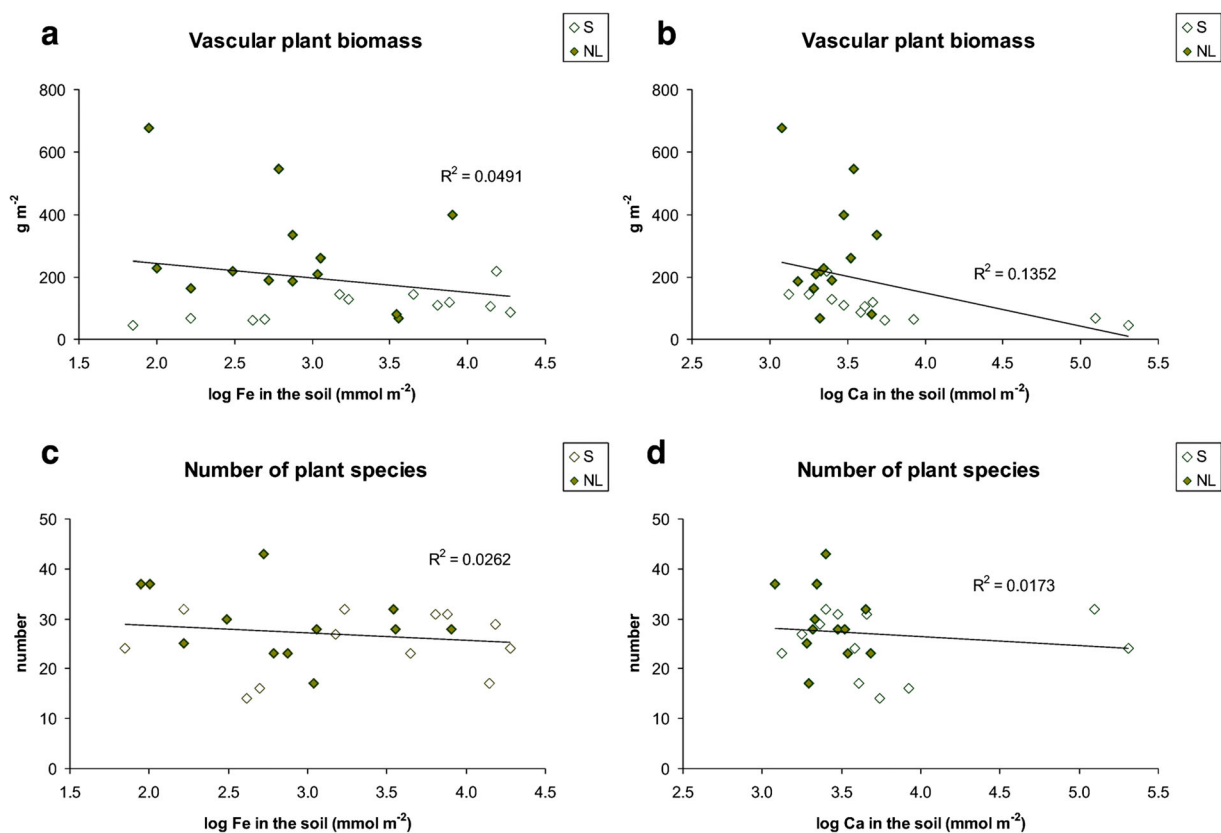 a
Vascular plant biomass
S
NL
800
600
400
200
0
g m-2
R2 = 0.0491
1.5 2.0 2.5 3.0 3.5 4.0 4.5
log Fe in the soil (mmol m-2)
b
Vascular plant biomass
S
NL
800
600
400
200
0
g m-2
R2 = 0.1352
2.5 3.0 3.5 4.0 4.5 5.0 5.5
log Ca in the soil (mmol m-2)
c
Number of plant species
S
NL
50
40
30
20
10
0
number
R2 = 0.0262
1.5 2.0 2.5 3.0 3.5 4.0 4.5
log Fe in the soil (mmol m-2)
d
Number of plant species
S
NL
50
40
30
20
10
0
number
R2 = 0.0173
2.5 3.0 3.5 4.0 4.5 5.0 5.5
log Ca in the soil (mmol m-2)